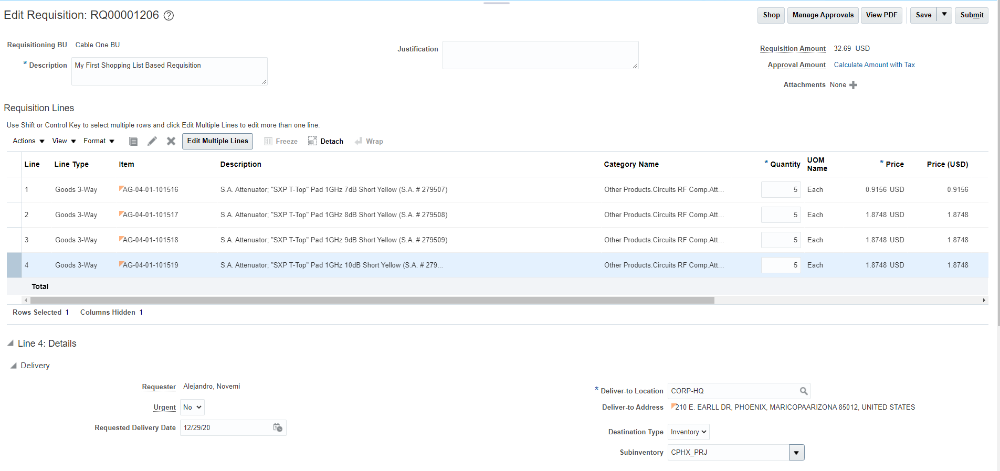 Edit Requisition: RQ00001206 ?
Shop Manage Approvals View PDF Save Submit
Requisitioning BU Cable One BU
* Description My First Shopping List Based Requisition
Justification
Requisition Amount 32.69 USD
Approval Amount Calculate Amount with Tax
Attachments None
Requisition Lines
Use Shift or Control Key to select multiple rows and click Edit Multiple Lines to edit more than one line.
Actions View Format Edit Multiple Lines Freeze Detach Wrap
Line Line Type Item Description Category Name * Quantity UOM Name * Price Price (USD)
1 Goods 3-Way AG-04-01-101516 S.A. Attenuator; "SXP T-Top" Pad 1GHz 7dB Short Yellow (S.A. # 279507) Other Products.Circuits RF Comp.Att... 5 Each 0.9156 USD 0.9156
2 Goods 3-Way AG-04-01-101517 S.A. Attenuator; "SXP T-Top" Pad 1GHz 8dB Short Yellow (S.A. # 279508) Other Products.Circuits RF Comp.Att... 5 Each 1.8748 USD 1.8748
3 Goods 3-Way AG-04-01-101518 S.A. Attenuator; "SXP T-Top" Pad 1GHz 9dB Short Yellow (S.A. # 279509) Other Products.Circuits RF Comp.Att... 5 Each 1.8748 USD 1.8748
4 Goods 3-Way AG-04-01-101519 S.A. Attenuator; "SXP T-Top" Pad 1GHz 10dB Short Yellow (S.A. # 279... Other Products.Circuits RF Comp.Att... 5 Each 1.8748 USD 1.8748
Total
Rows Selected 1 Columns Hidden 1
Line 4: Details
Delivery
Requester Alejandro, Novemi
Urgent No
Requested Delivery Date 12/29/20
* Deliver-to Location CORP-HQ
Deliver-to Address 210 E. EARLL DR, PHOENIX, MARICOPAARIZONA 85012, UNITED STATES
Destination Type Inventory
Subinventory CPHX_PRJ